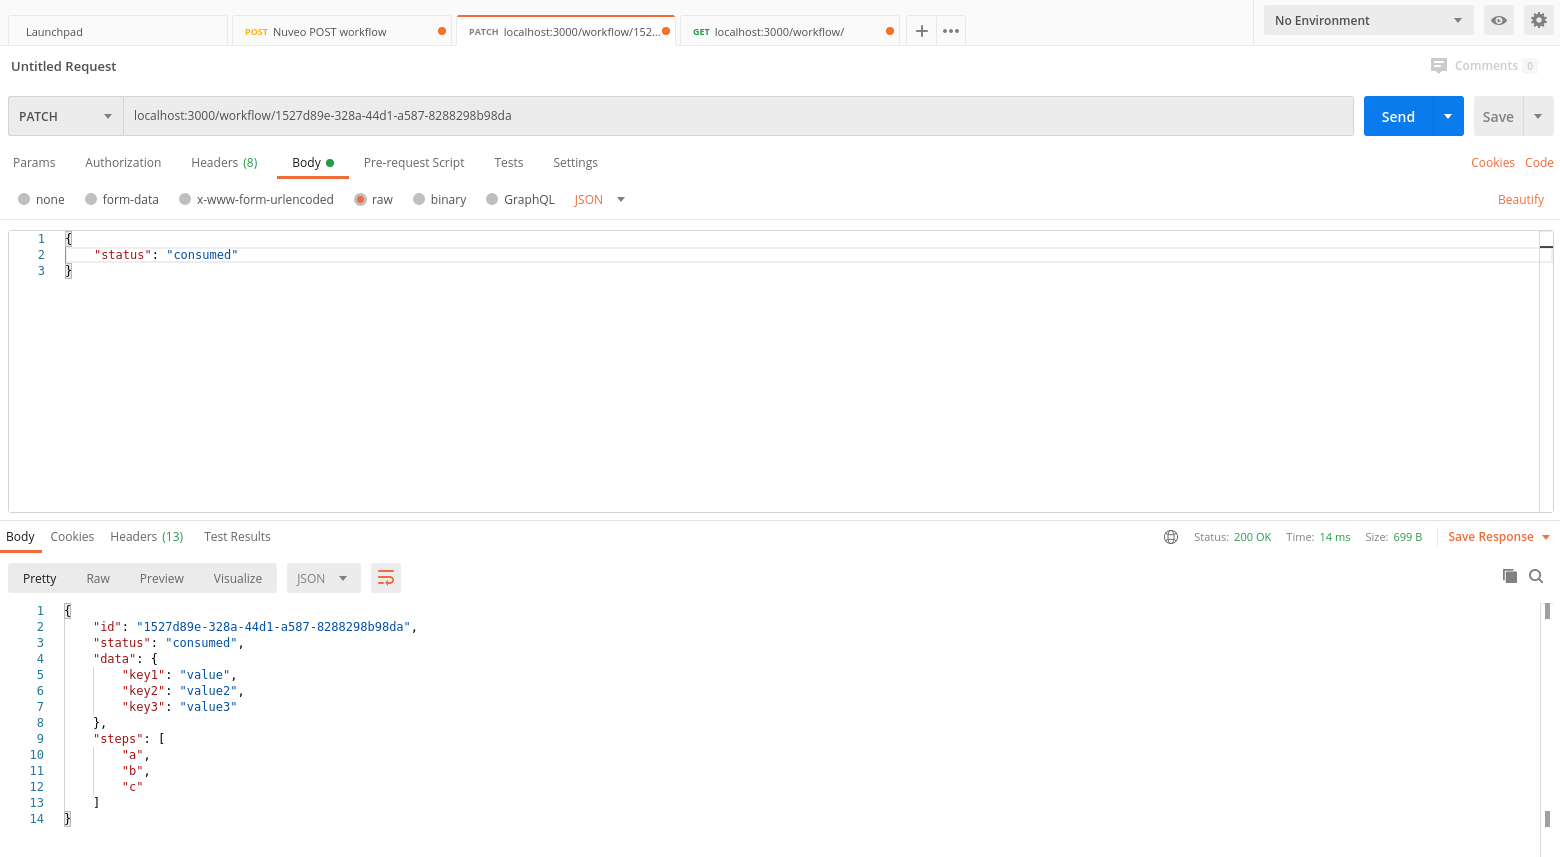 Launchpad
POST Nuveo POST workflow
PATCH localhost:3000/workflow/152...
GET localhost:3000/workflow/
No Environment
Untitled Request
Comments 0
PATCH
localhost:3000/workflow/1527d89e-328a-44d1-a587-8288298b98da
Send
Save
Params Authorization Headers (8) Body Pre-request Script Tests Settings Cookies Code
none form-data x-www-form-urlencoded raw binary GraphQL JSON Beautify
1 {
2 "status": "consumed"
3 }
Body Cookies Headers (13) Test Results Status: 200 OK Time: 14 ms Size: 699 B Save Response
Pretty Raw Preview Visualize JSON
1 {
2 "id": "1527d89e-328a-44d1-a587-8288298b98da",
3 "status": "consumed",
4 "data": {
5 "key1": "value",
6 "key2": "value2",
7 "key3": "value3"
8 },
9 "steps": [
10 "a",
11 "b",
12 "c"
13 ]
14 }